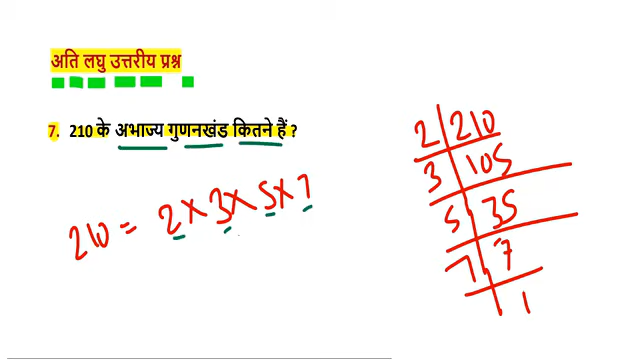 अति लघु उत्तरीय प्रश्न
7. 210 के अभाज्य गुणनखंड कितने हैं ?
210 = 2 × 3 × 5 × 7
2 210
3 105
5 35
7 7
1